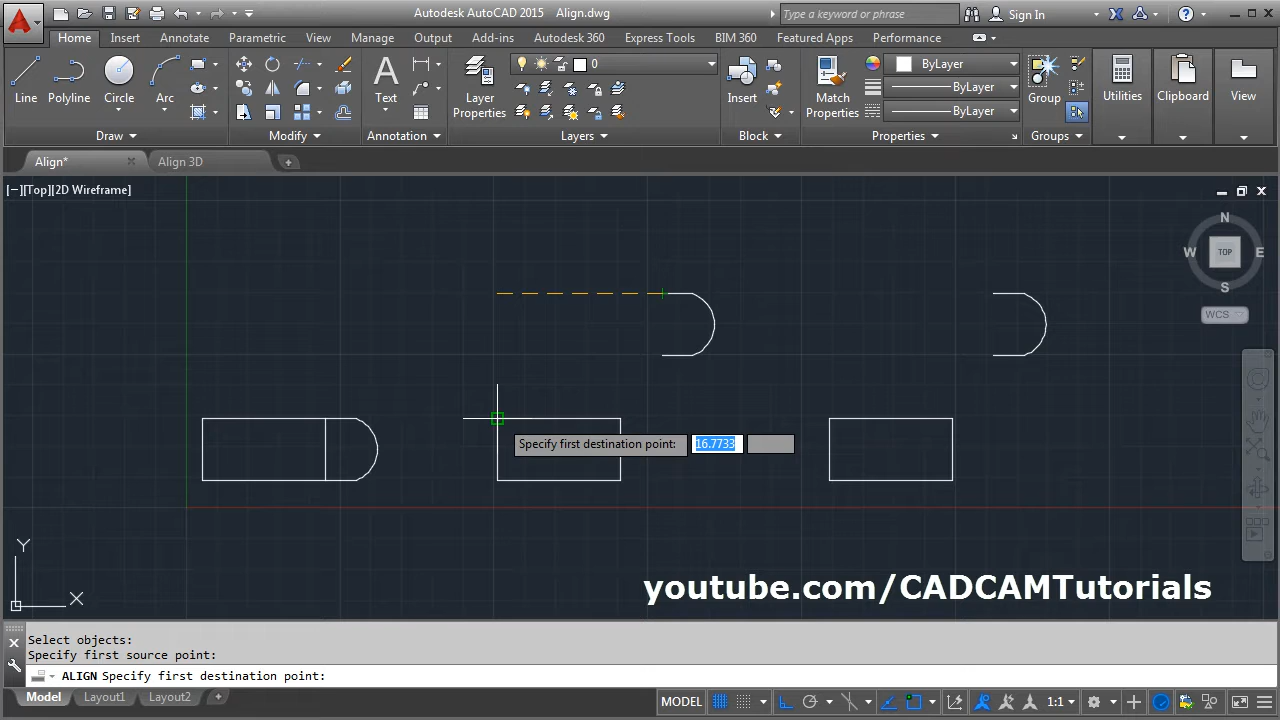 Autodesk AutoCAD 2015 Align.dwg
Type a keyword or phrase
Sign In
Home Insert Annotate Parametric View Manage Output Add-ins Autodesk 360 Express Tools BIM 360 Featured Apps Performance
Line Polyline Circle Arc
Text
Layer Properties
0
Insert
Match Properties
ByLayer
ByLayer
ByLayer
Group
Utilities
Clipboard
View
Draw Modify Annotation Layers Block Properties Groups
Align* Align 3D
[−][Top][2D Wireframe]
N
W TOP E
S
WCS
Specify first destination point: 16.7733
Y
X
youtube.com/CADCAMTutorials
Select objects:
Specify first source point:
ALIGN Specify first destination point:
Model Layout1 Layout2 +
MODEL 1:1